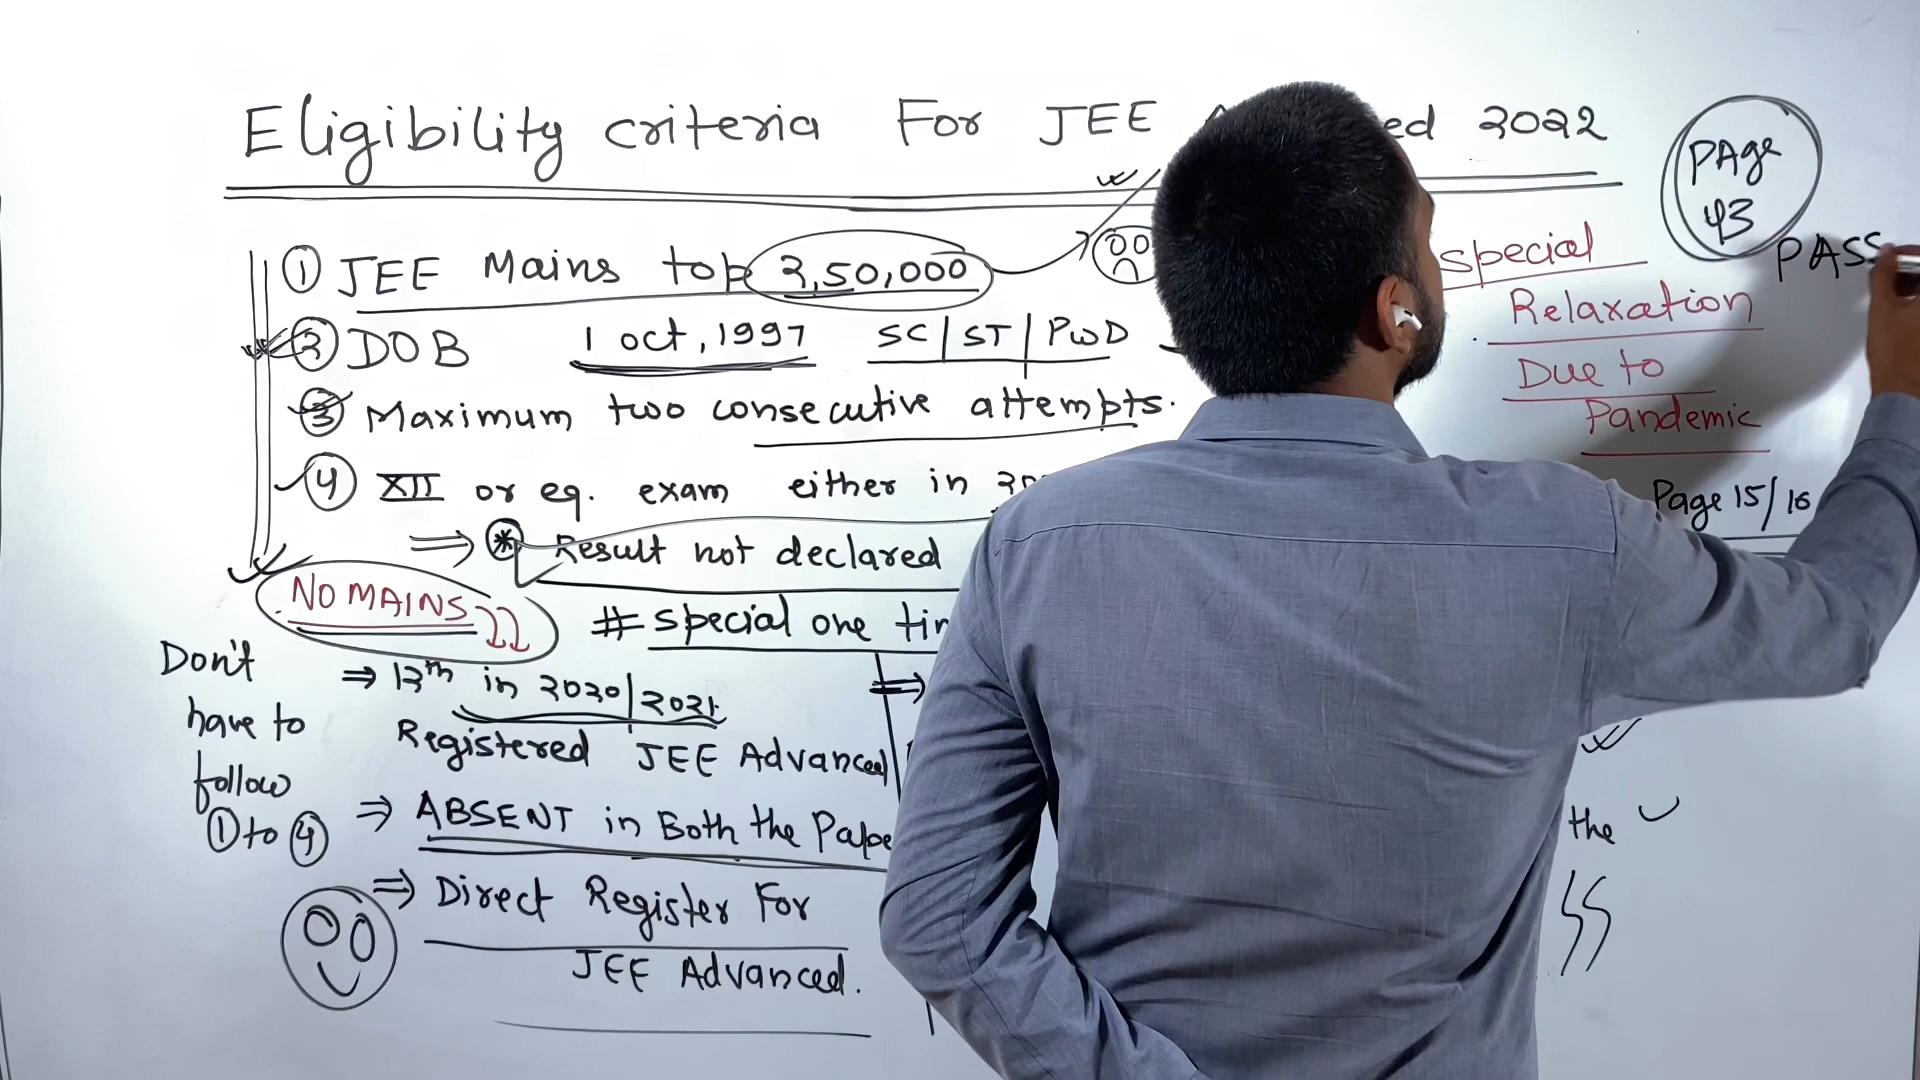 Eligibility criteria For JEE ed 2022
PAge
43
PASS
① JEE Mains top 2,50,000
② DOB 1 oct, 1997 SC | ST | PwD
③ Maximum two consecutive attempts.
④ XII or eq. exam either in
⇒ * Result not declared
special
Relaxation
Due to
Pandemic
Page 15/16
NO MAINS
# special one tim
Don't
have to
follow
① to ④
⇒ 12th in 2020/2021
Registered JEE Advanced
⇒ ABSENT in Both the Pape
⇒ Direct Register For
JEE Advanced.
the